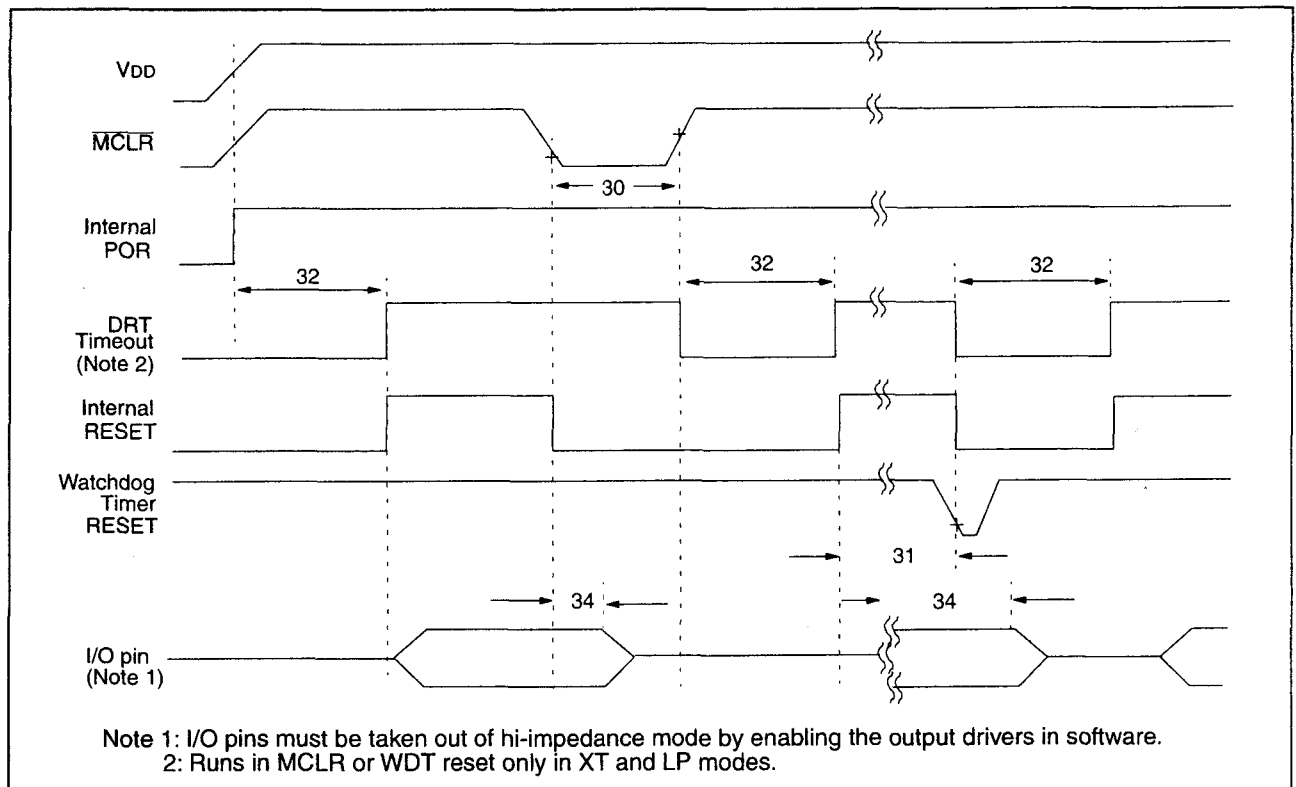 VDD
MCLR
30
Internal
POR
32
32
32
DRT
Timeout
(Note 2)
Internal
RESET
Watchdog
Timer
RESET
31
34
34
I/O pin
(Note 1)
Note 1: I/O pins must be taken out of hi-impedance mode by enabling the output drivers in software.
2: Runs in MCLR or WDT reset only in XT and LP modes.